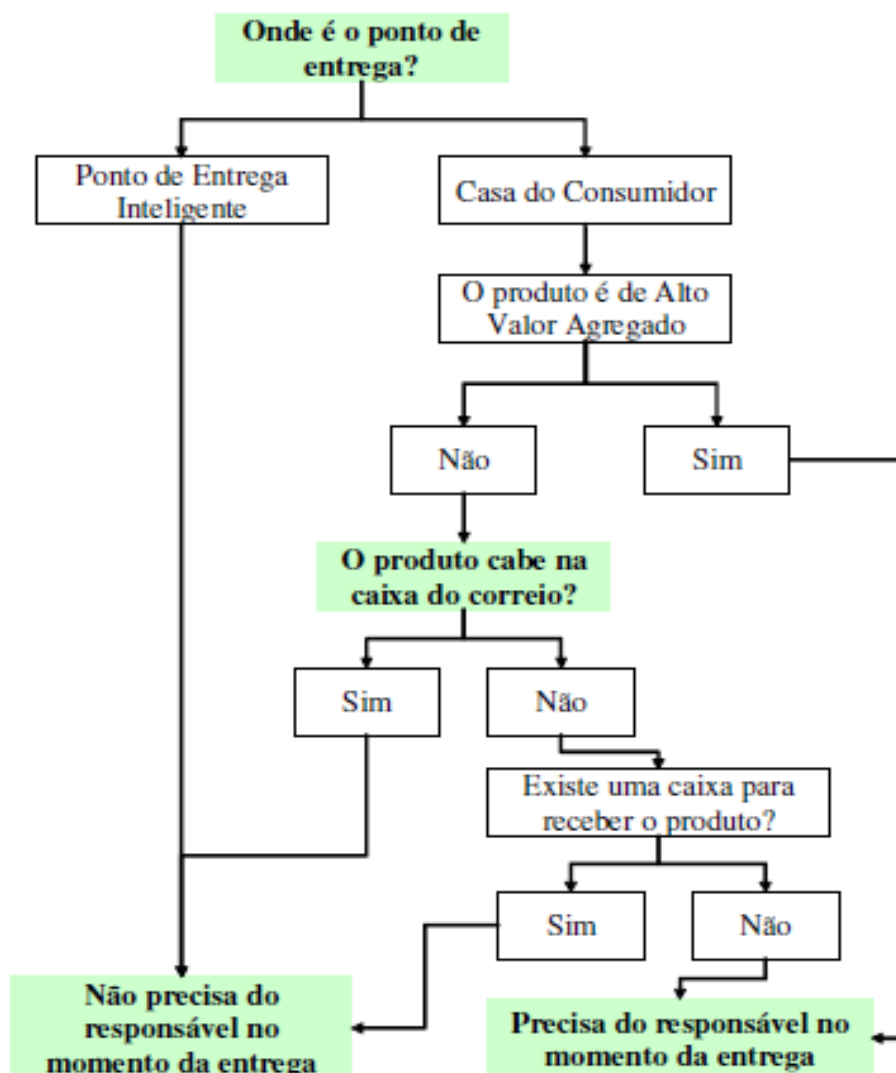 Onde é o ponto de
entrega?
Ponto de Entrega
Inteligente
Casa do Consumidor
O produto é de Alto
Valor Agregado
Não
Sim
O produto cabe na
caixa do correio?
Sim
Não
Existe uma caixa para
receber o produto?
Sim
Não
Não precisa do
responsável no
momento da entrega
Precisa do responsável no
momento da entrega